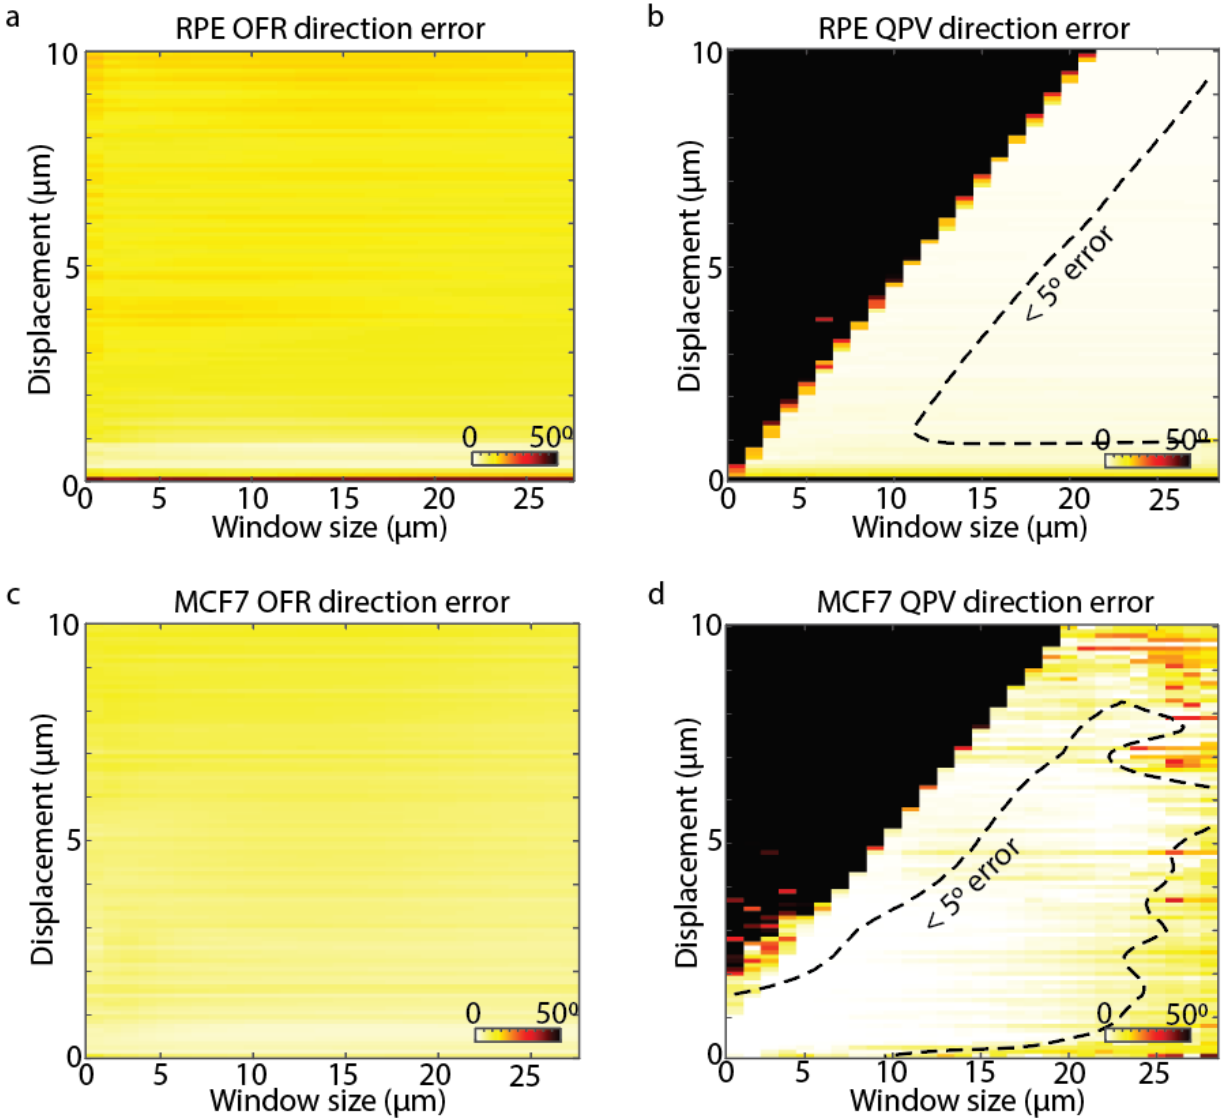 a
RPE OFR direction error
10
5
0
Displacement (μm)
0 50º
0 5 10 15 20 25
Window size (μm)
b
RPE QPV direction error
10
5
0
Displacement (μm)
< 5º error
0 50º
0 5 10 15 20 25
Window size (μm)
c
MCF7 OFR direction error
10
5
0
Displacement (μm)
0 50º
0 5 10 15 20 25
Window size (μm)
d
MCF7 QPV direction error
10
5
0
Displacement (μm)
< 5º error
0 50º
0 5 10 15 20 25
Window size (μm)